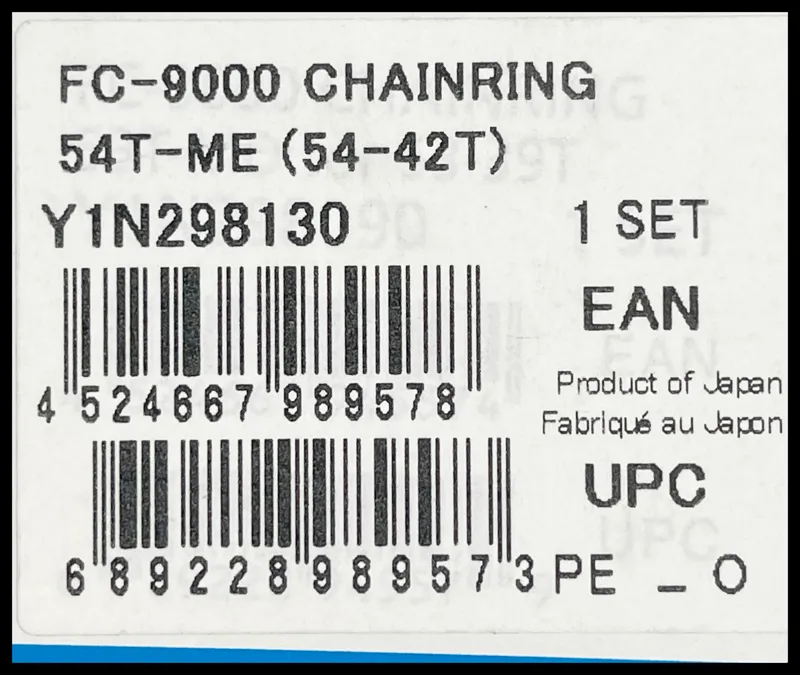 FC-9000 CHAINRING
54T-ME (54-42T)
Y1N298130 1 SET
EAN
4 524667 989578
Product of Japan
Fabriqué au Japon
UPC
6 89228 98957 3 PE _ O